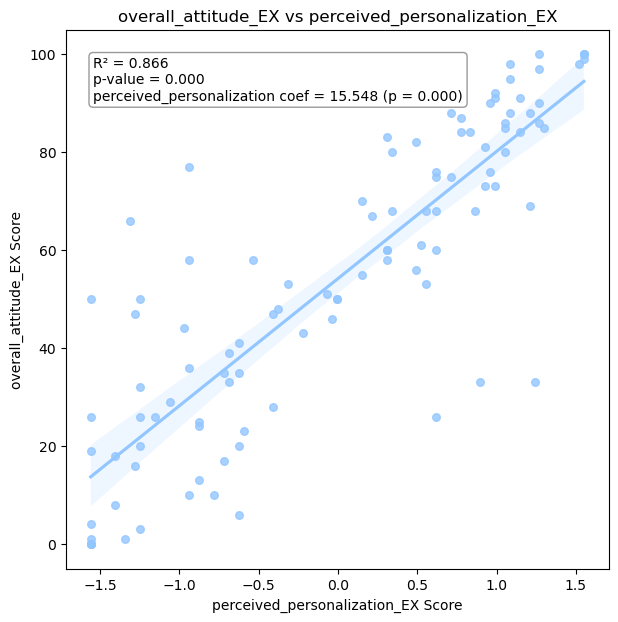 overall_attitude_EX vs perceived_personalization_EX
R² = 0.866
p-value = 0.000
perceived_personalization coef = 15.548 (p = 0.000)
overall_attitude_EX Score
100
80
60
40
20
0
−1.5
−1.0
−0.5
0.0
0.5
1.0
1.5
perceived_personalization_EX Score